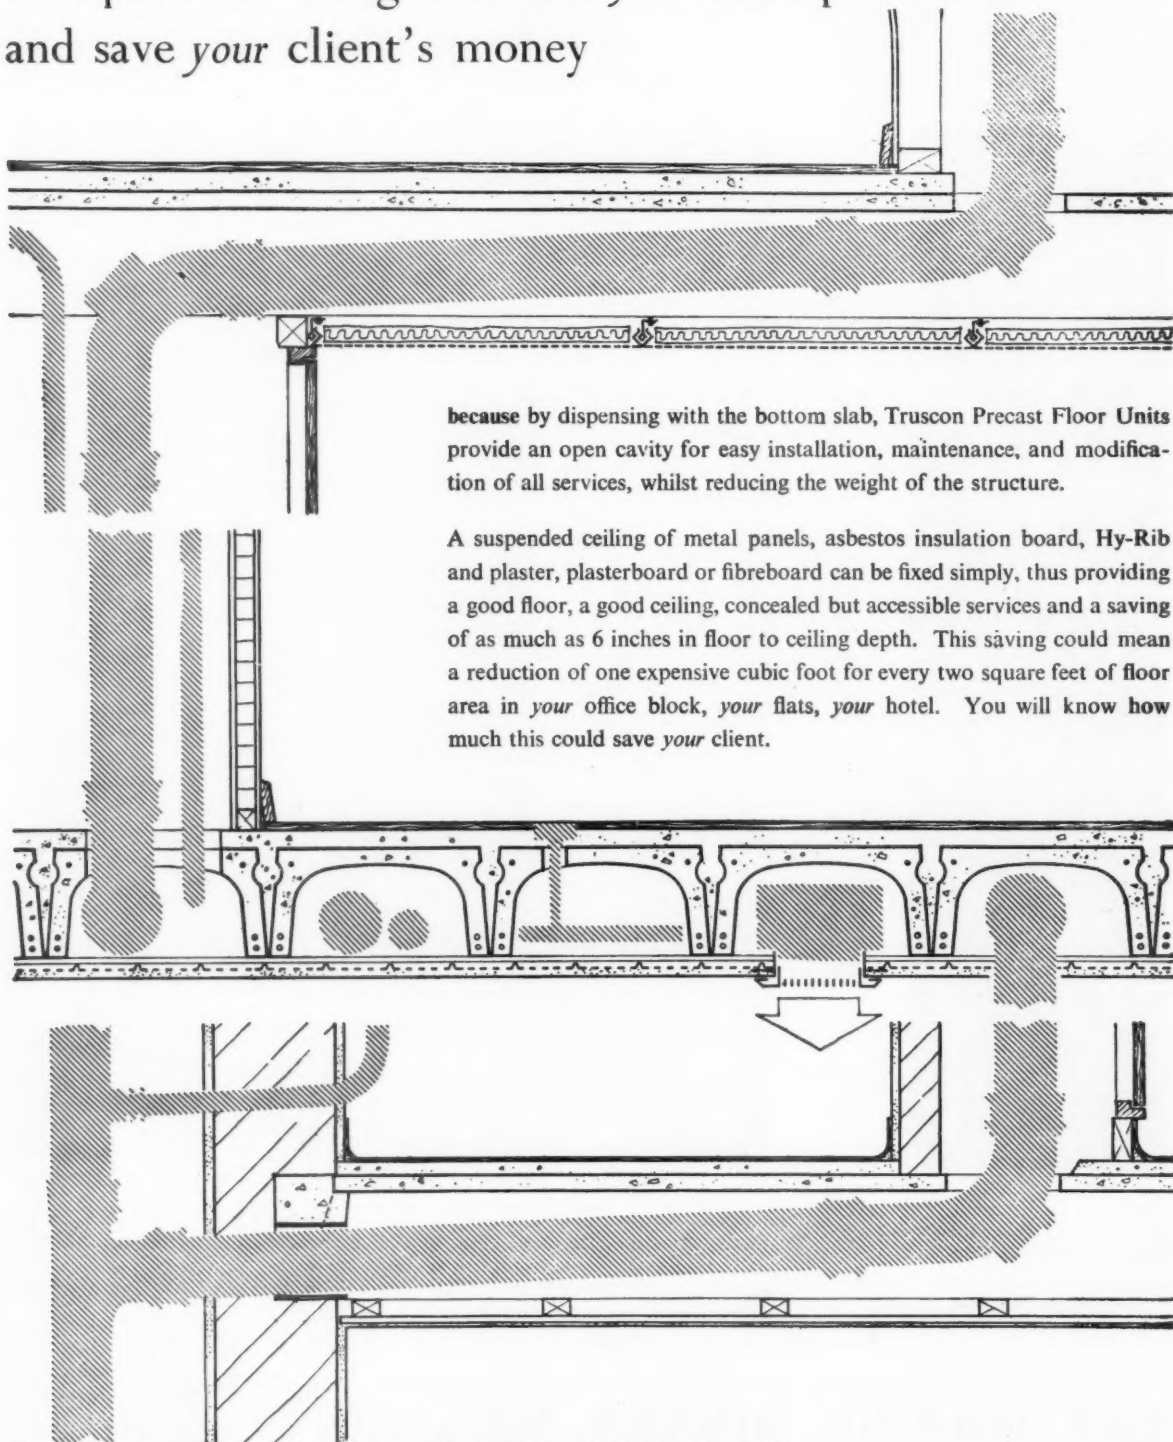 and save your client's money
because by dispensing with the bottom slab, Truscon Precast Floor Units
provide an open cavity for easy installation, maintenance, and modifica-
tion of all services, whilst reducing the weight of the structure.
A suspended ceiling of metal panels, asbestos insulation board, Hy-Rib
and plaster, plasterboard or fibreboard can be fixed simply, thus providing
a good floor, a good ceiling, concealed but accessible services and a saving
of as much as 6 inches in floor to ceiling depth. This saving could mean
a reduction of one expensive cubic foot for every two square feet of floor
area in your office block, your flats, your hotel. You will know how
much this could save your client.